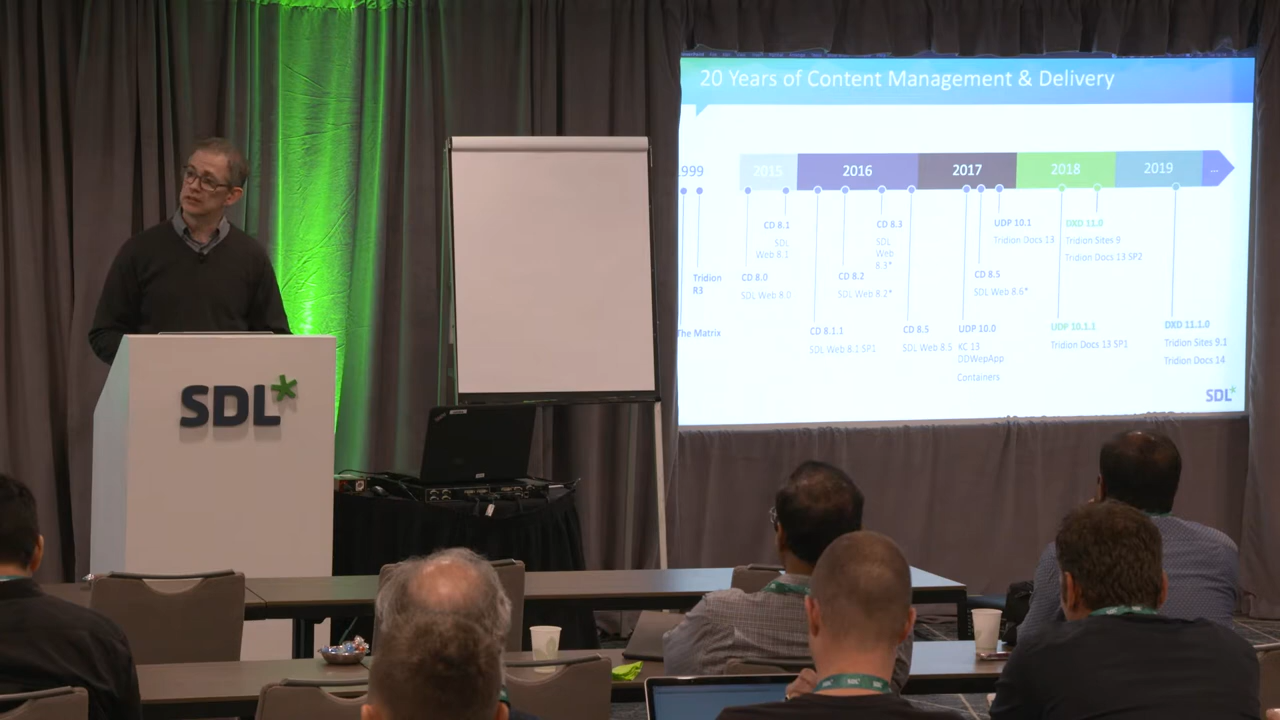 20 Years of Content Management & Delivery
1999
2015
2016
2017
2018
2019
...
CD 8.1
SDL
Web 8.1
CD 8.3
SDL
Web
8.3*
UDP 10.1
Tridion Docs 13
DXD 11.0
Tridion Sites 9
Tridion Docs 13 SP2
Tridion
R3
CD 8.0
SDL Web 8.0
CD 8.2
SDL Web 8.2*
CD 8.5
SDL Web 8.6*
The Matrix
CD 8.1.1
SDL Web 8.1 SP1
CD 8.5
SDL Web 8.5
UDP 10.0
KC 13
DDWepApp
Containers
UDP 10.1.1
Tridion Docs 13 SP1
DXD 11.1.0
Tridion Sites 9.1
Tridion Docs 14
SDL
SDL